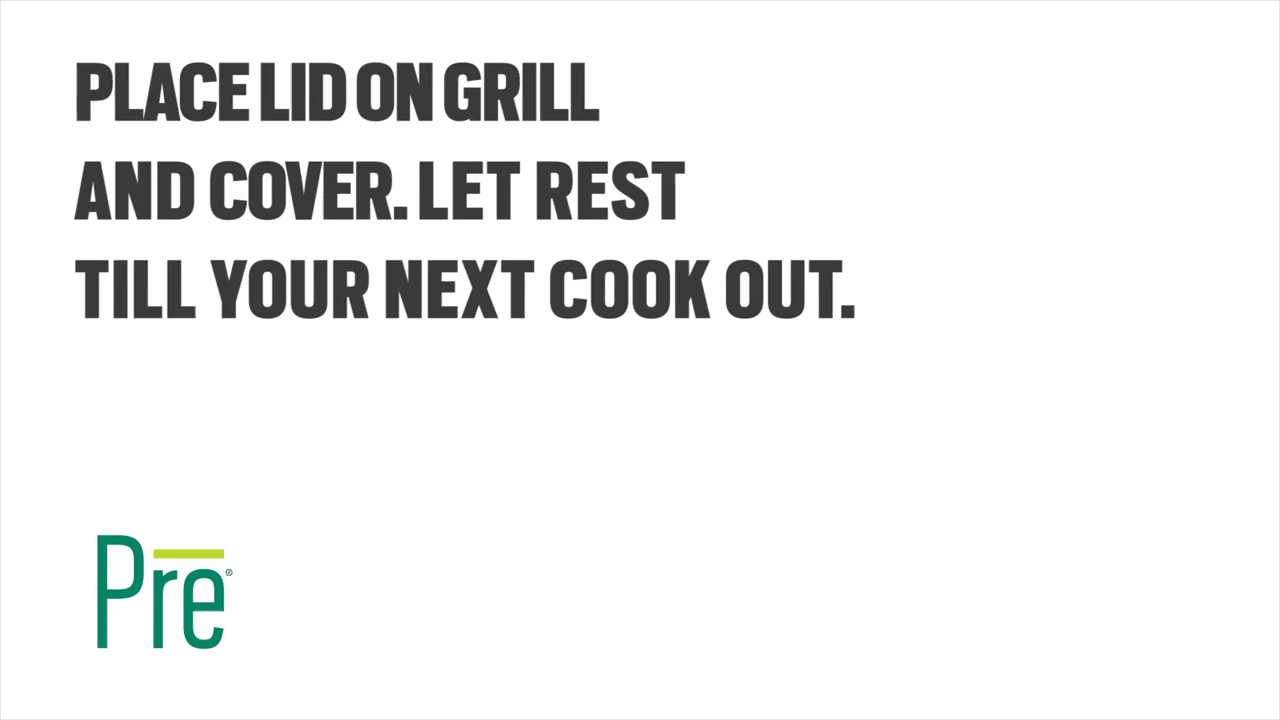 PLACE LID ON GRILL
AND COVER. LET REST
TILL YOUR NEXT COOK OUT.
Pre®